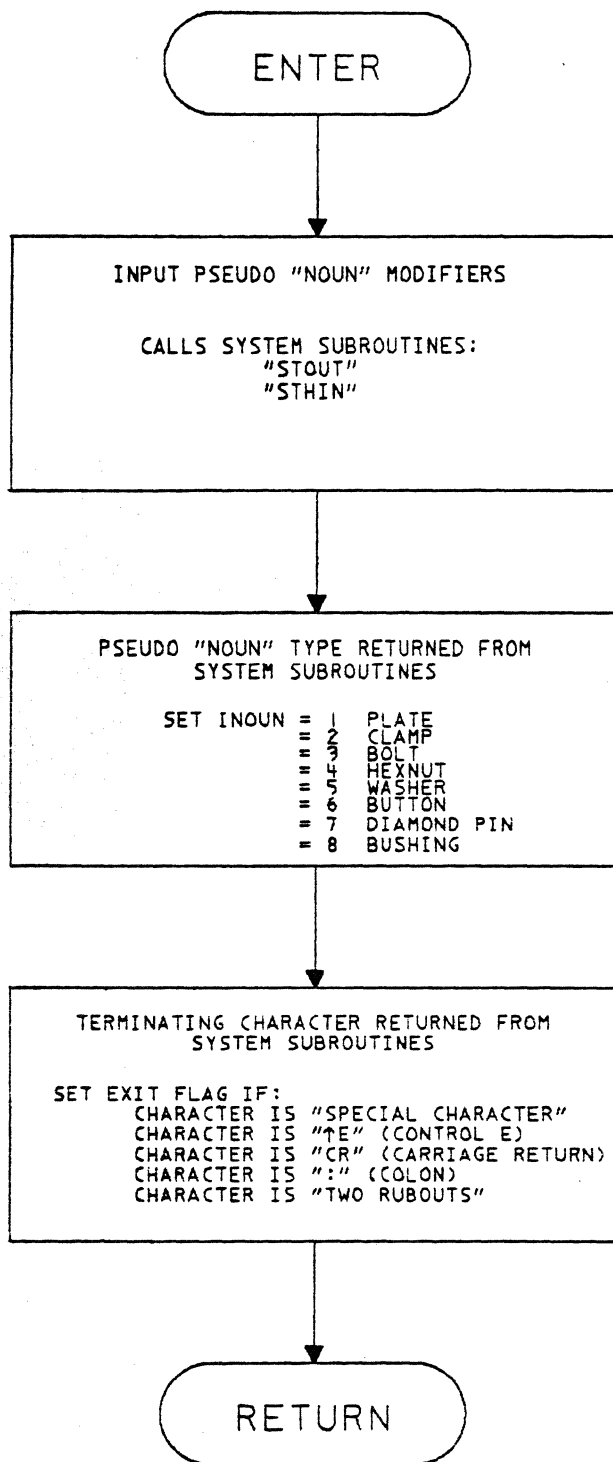 ENTER
INPUT PSEUDO "NOUN" MODIFIERS
CALLS SYSTEM SUBROUTINES:
"STOUT"
"STHIN"
PSEUDO "NOUN" TYPE RETURNED FROM
SYSTEM SUBROUTINES
SET INOUN = 1 PLATE
= 2 CLAMP
= 3 BOLT
= 4 HEXNUT
= 5 WASHER
= 6 BUTTON
= 7 DIAMOND PIN
= 8 BUSHING
TERMINATING CHARACTER RETURNED FROM
SYSTEM SUBROUTINES
SET EXIT FLAG IF:
CHARACTER IS "SPECIAL CHARACTER"
CHARACTER IS "↑E" (CONTROL E)
CHARACTER IS "CR" (CARRIAGE RETURN)
CHARACTER IS ":" (COLON)
CHARACTER IS "TWO RUBOUTS"
RETURN